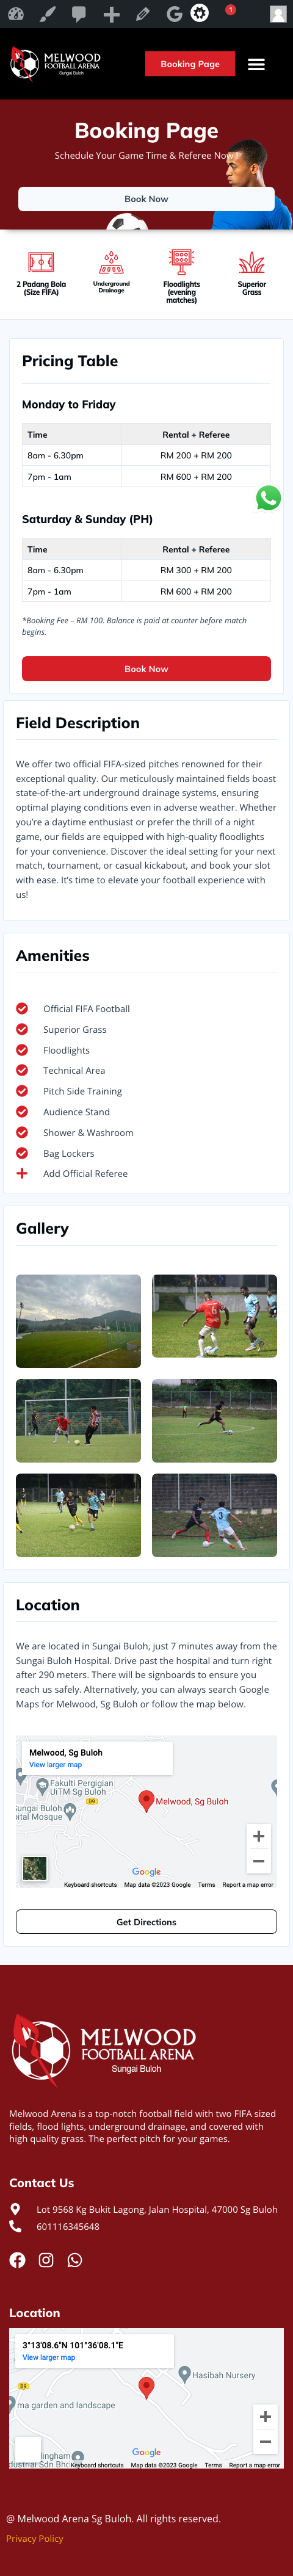 1
MELWOOD
FOOTBALL ARENA
Sungai Buloh
Booking Page
Booking Page
Schedule Your Game Time & Referee Now !
Book Now
2 Padang Bola
(Size FIFA)
Underground
Drainage
Floodlights
(evening
matches)
Superior
Grass
Pricing Table
Monday to Friday
Time Rental + Referee
8am - 6.30pm RM 200 + RM 200
7pm - 1am RM 600 + RM 200
Saturday & Sunday (PH)
Time Rental + Referee
8am - 6.30pm RM 300 + RM 200
7pm - 1am RM 600 + RM 200
*Booking Fee – RM 100. Balance is paid at counter before match
begins.
Book Now
Field Description
We offer two official FIFA-sized pitches renowned for their
exceptional quality. Our meticulously maintained fields boast
state-of-the-art underground drainage systems, ensuring
optimal playing conditions even in adverse weather. Whether
you're a daytime enthusiast or prefer the thrill of a night
game, our fields are equipped with high-quality floodlights
for your convenience. Discover the ideal setting for your next
match, tournament, or casual kickabout, and book your slot
with ease. It's time to elevate your football experience with
us!
Amenities
Official FIFA Football
Superior Grass
Floodlights
Technical Area
Pitch Side Training
Audience Stand
Shower & Washroom
Bag Lockers
Add Official Referee
Gallery
Location
We are located in Sungai Buloh, just 7 minutes away from the
Sungai Buloh Hospital. Drive past the hospital and turn right
after 290 meters. There will be signboards to ensure you
reach us safely. Alternatively, you can always search Google
Maps for Melwood, Sg Buloh or follow the map below.
Melwood, Sg Buloh
View larger map
Fakulti Pergigian
UiTM Sg Buloh
B9
Melwood, Sg Buloh
ungai Buloh
pital Mosque
B9
Google
Keyboard shortcuts Map data ©2023 Google Terms Report a map error
Get Directions
MELWOOD
FOOTBALL ARENA
Sungai Buloh
Melwood Arena is a top-notch football field with two FIFA sized
fields, flood lights, underground drainage, and covered with
high quality grass. The perfect pitch for your games.
Contact Us
Lot 9568 Kg Bukit Lagong, Jalan Hospital, 47000 Sg Buloh
601116345648
Location
3°13'08.6"N 101°36'08.1"E
View larger map
Hasibah Nursery
B9
ma garden and landscape
llingham
dustriar Sdn Bhd
Google
Keyboard shortcuts Map data ©2023 Google Terms Report a map error
@ Melwood Arena Sg Buloh. All rights reserved.
Privacy Policy